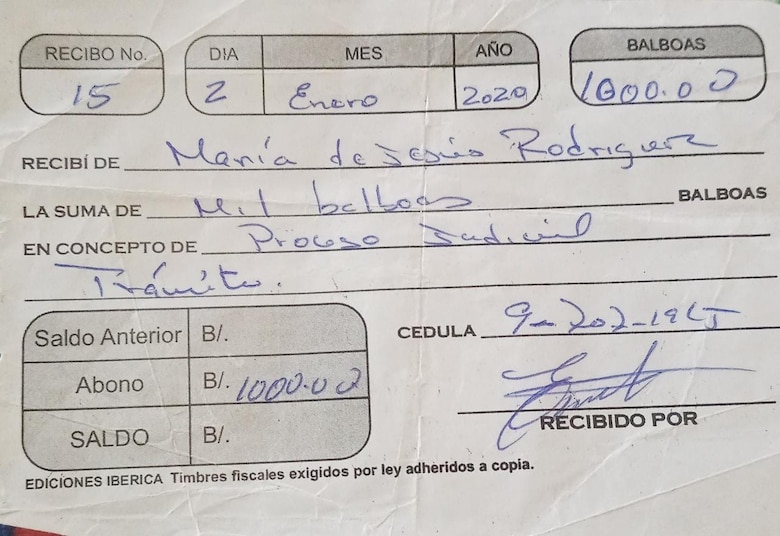 RECIBO No. DIA MES AÑO BALBOAS
15 2 Enero 2020 1000.00
RECIBÍ DE María de Jesús Rodriguez
LA SUMA DE Mil balboas BALBOAS
EN CONCEPTO DE Proceso Judicial
Tránsito.
Saldo Anterior B/.
CEDULA
Abono B/. 1000.00
SALDO B/.
RECIBIDO POR
EDICIONES IBERICA Timbres fiscales exigidos por ley adheridos a copia.